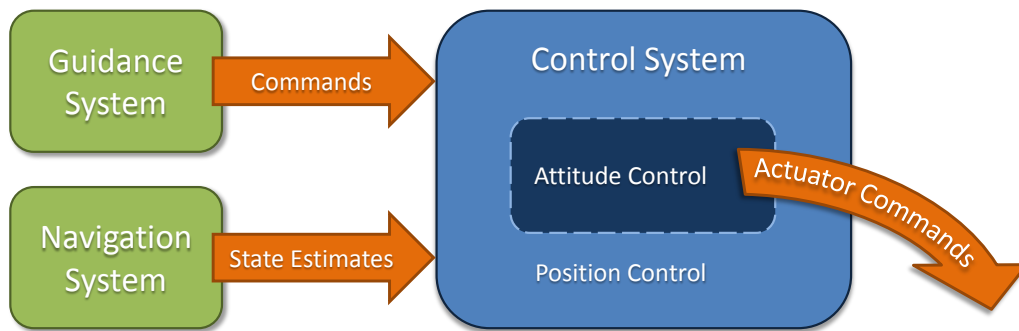 Guidance
System
Commands
Control System
Attitude Control
Actuator Commands
Navigation
System
State Estimates
Position Control